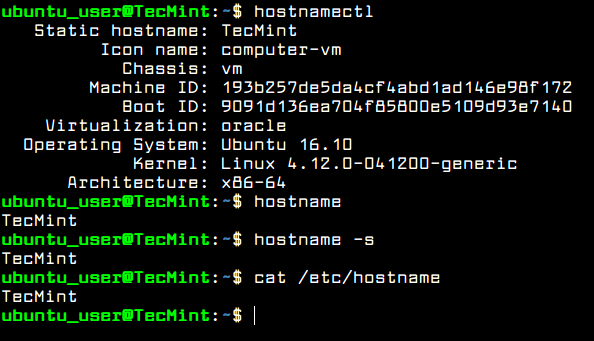 ubuntu_user@TecMint:~$ hostnamectl
Static hostname: TecMint
Icon name: computer-vm
Chassis: vm
Machine ID: 193b257de5da4cf4abd1ad146e98f172
Boot ID: 9091d136ea704f85800e5109d93e7140
Virtualization: oracle
Operating System: Ubuntu 16.10
Kernel: Linux 4.12.0-041200-generic
Architecture: x86-64
ubuntu_user@TecMint:~$ hostname
TecMint
ubuntu_user@TecMint:~$ hostname -s
TecMint
ubuntu_user@TecMint:~$ cat /etc/hostname
TecMint
ubuntu_user@TecMint:~$